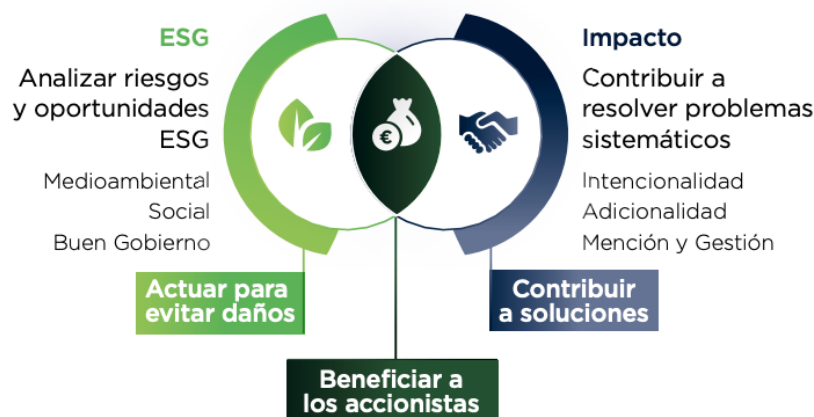 ESG
Analizar riesgos
y oportunidades
ESG
Medioambiental
Social
Buen Gobierno
Actuar para
evitar daños
€
Impacto
Contribuir a
resolver problemas
sistemáticos
Intencionalidad
Adicionalidad
Mención y Gestión
Contribuir
a soluciones
Beneficiar a
los accionistas